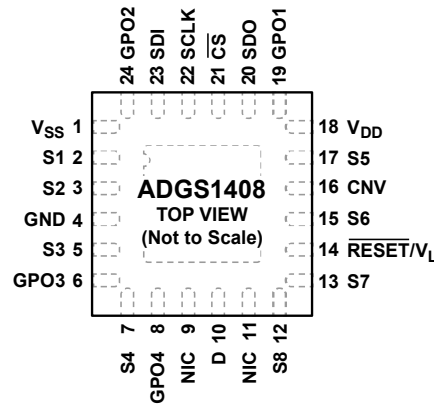 24 GPO2
23 SDI
22 SCLK
21 C̅S̅
20 SDO
19 GPO1
VSS 1
S1 2
S2 3
GND 4
S3 5
GPO3 6
ADGS1408
TOP VIEW
(Not to Scale)
18 VDD
17 S5
16 CNV
15 S6
14 R̅E̅S̅E̅T̅/VL
13 S7
S4 7
GPO4 8
NIC 9
D 10
NIC 11
S8 12